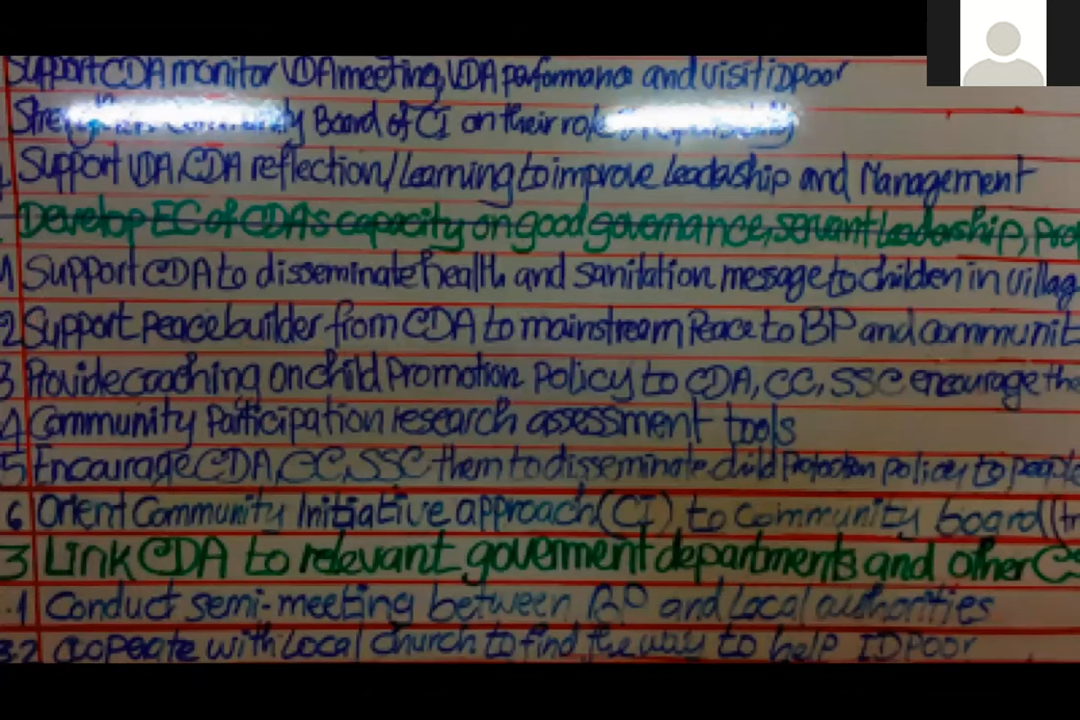 Support CDA monitor VDA meeting, VDA performance and visit IDpoor
Board of CI on their role
Support VDA, CDA reflection/Learning to improve leadership and Management
Develop EC of CDAs capacity on good governance, servant Leadership,
Support CDA to disseminate health and sanitation message to children in villag
2 Support peace builder from CDA to mainstream Peace to BP and communit
3 Provide coaching on child Promotion Policy to CDA, CC, SSC encourage the
4 Community Participation research assessment tools
5 Encourage CDA, CC, SSC them to disseminate child Protection policy to people
6 Orient Community Initiative approach (CI) to community board (tr
3 Link CDA to relevant goverment departments and other CS
.1 Conduct semi-meeting between and Local authorities
3.2 cooperate with Local church to find the way to help IDPoor